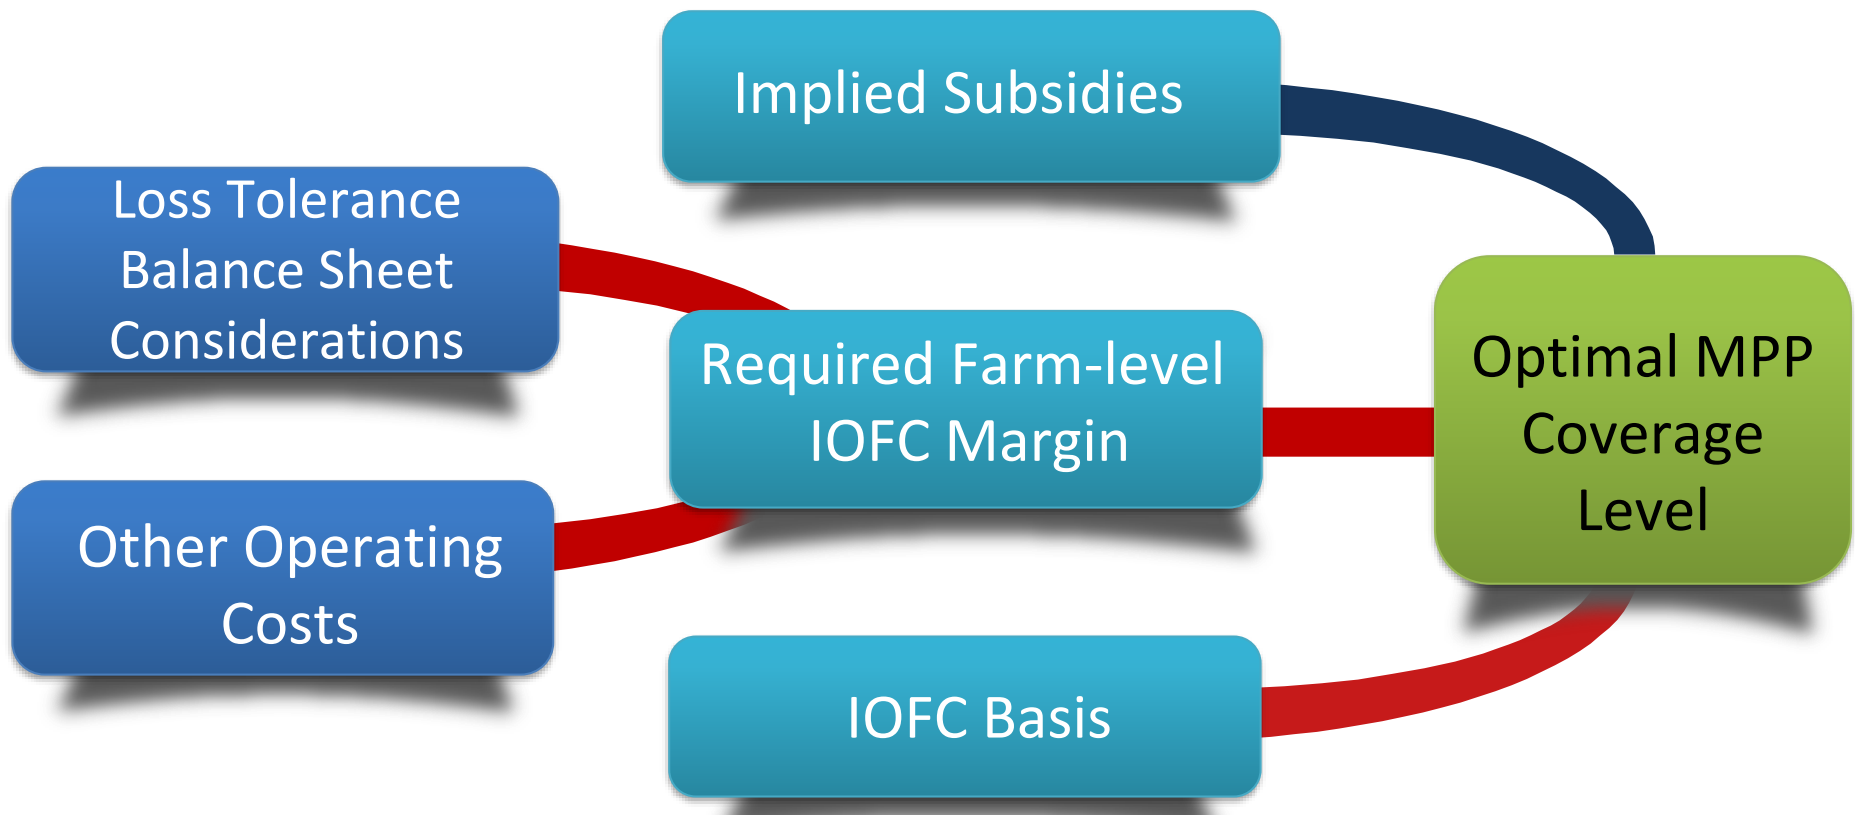 Implied Subsidies
Loss Tolerance
Balance Sheet
Considerations
Required Farm-level
IOFC Margin
Optimal MPP
Coverage
Level
Other Operating
Costs
IOFC Basis